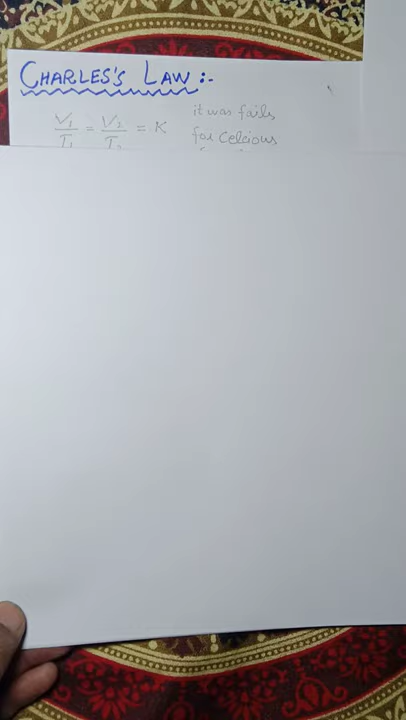 CHARLES'S LAW :-
V₁/T₁ = V₂/T₂ = K
it was fails
for Celcious